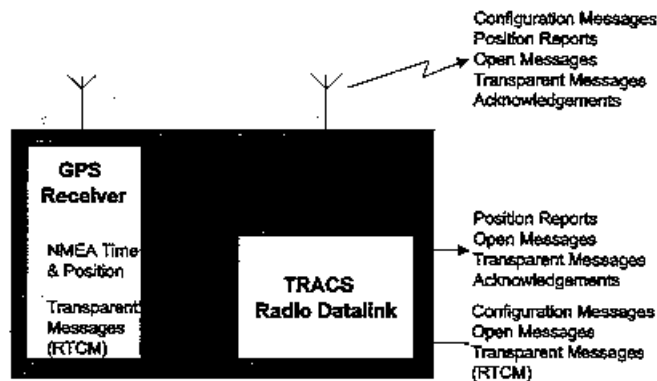 Configuration Messages
Position Reports
Open Messages
Transparent Messages
Acknowledgements
GPS
Receiver
NMEA Time
& Position
Transparent
Messages
(RTCM)
TRACS
Radio Datalink
Position Reports
Open Messages
Transparent Messages
Acknowledgements
Configuration Messages
Open Messages
Transparent Messages
(RTCM)